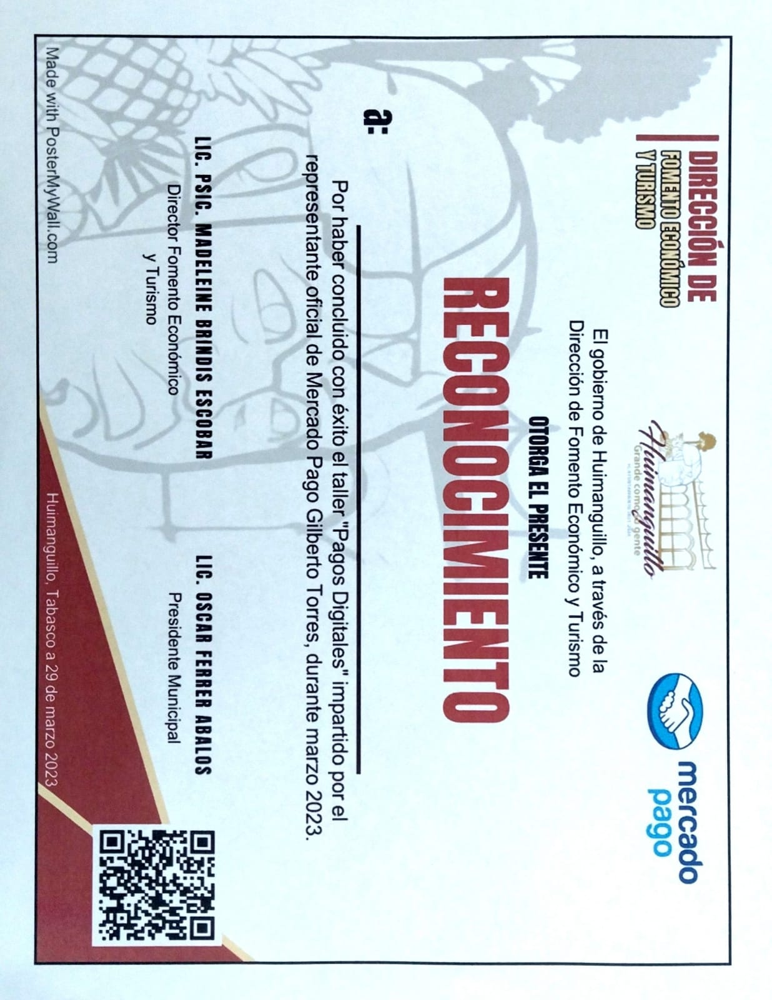 DIRECCIÓN DE
FOMENTO ECONÓMICO
Y TURISMO
Huimanguillo
Grande como su gente
mercado
pago
El gobierno de Huimanguillo, a través de la
Dirección de Fomento Económico y Turismo
OTORGA EL PRESENTE
RECONOCIMIENTO
a:
Por haber concluido con éxito el taller "Pagos Digitales" impartido por el
representante oficial de Mercado Pago Gilberto Torres, durante marzo 2023.
LIC. PSIC. MADELEINE BRINDIS ESCOBAR
Director Fomento Económico
y Turismo
LIC. OSCAR FERRER ABALOS
Presidente Municipal
Made with PosterMyWall.com
Huimanguillo, Tabasco a 29 de marzo 2023